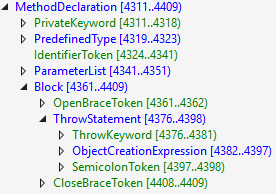 MethodDeclaration [4311..4409)
PrivateKeyword [4311..4318)
PredefinedType [4319..4323)
IdentifierToken [4324..4341)
ParameterList [4341..4351)
Block [4361..4409)
OpenBraceToken [4361..4362)
ThrowStatement [4376..4398)
ThrowKeyword [4376..4381)
ObjectCreationExpression [4382..4397)
SemicolonToken [4397..4398)
CloseBraceToken [4408..4409)